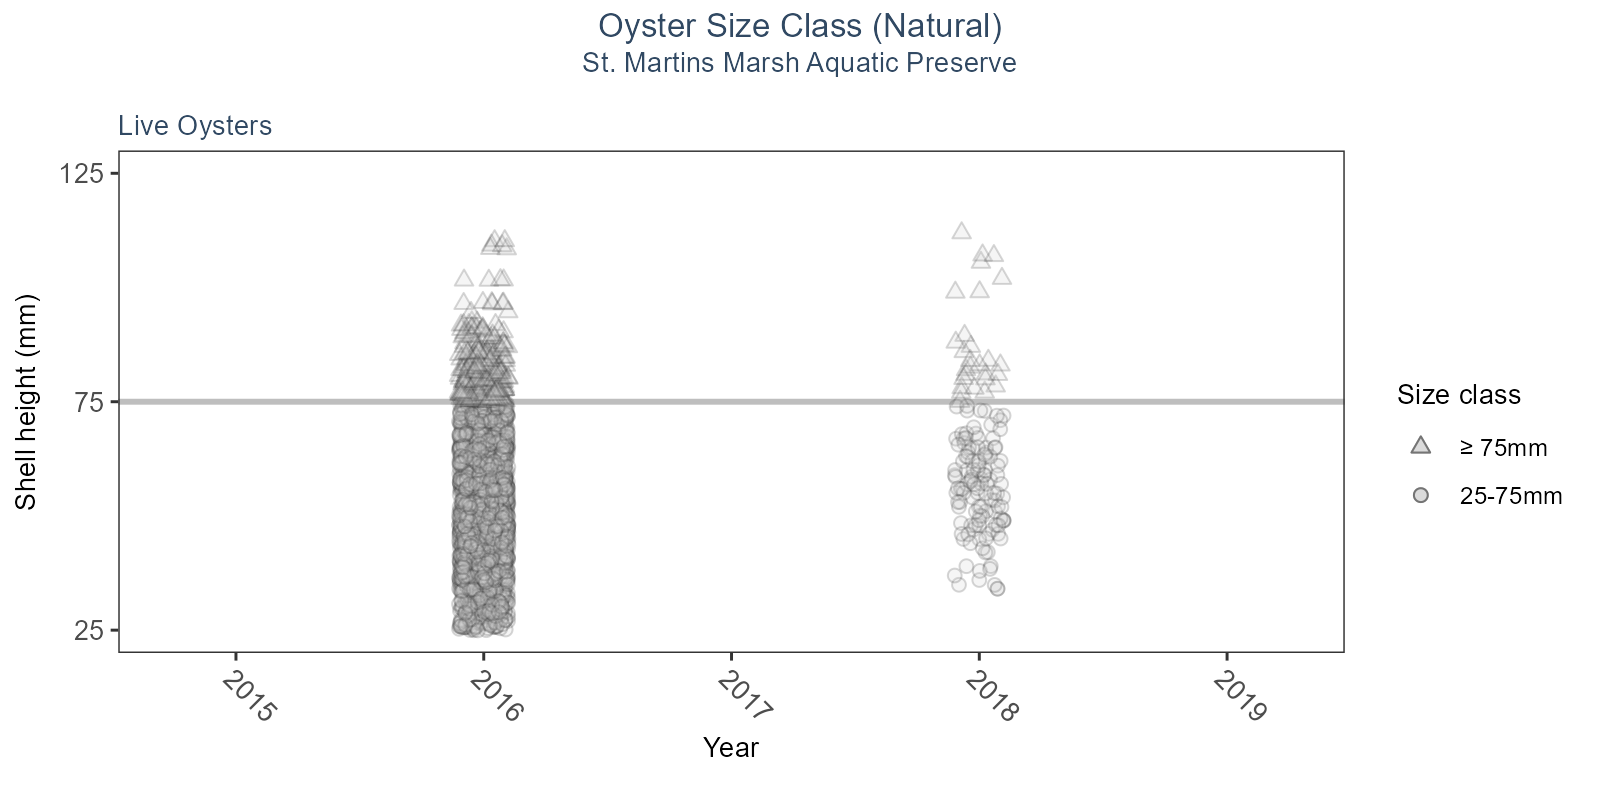 Oyster Size Class (Natural)
St. Martins Marsh Aquatic Preserve
Live Oysters
125
75
25
Shell height (mm)
2015
2016
2017
2018
2019
Year
Size class
≥ 75mm
25-75mm